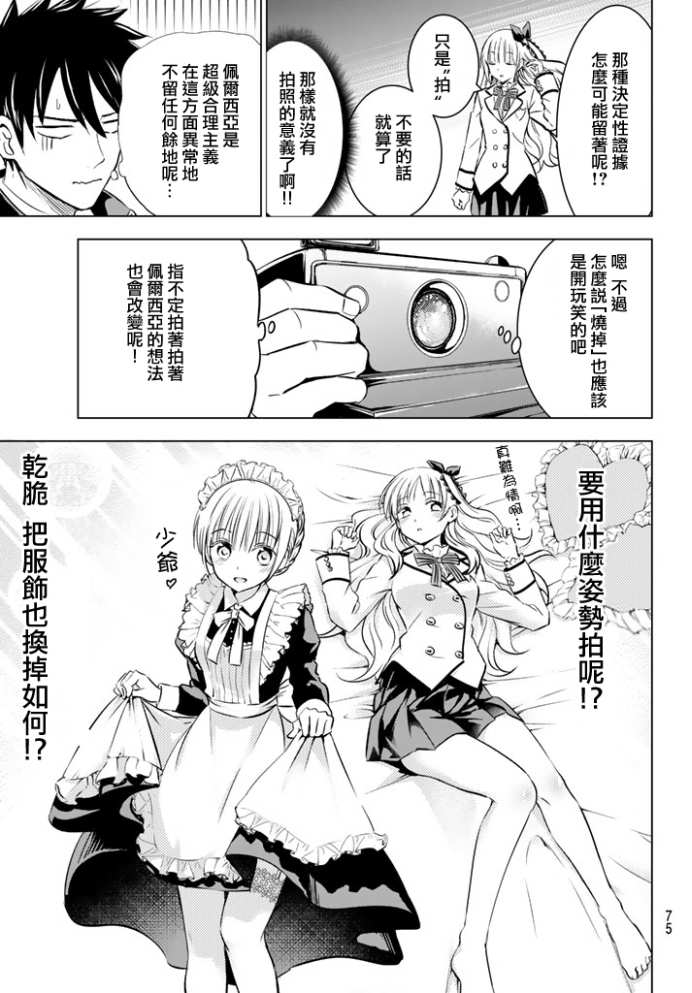 那種決定性證據
怎麼可能留著呢!?
只是"拍"
不要的話
就算了
那樣就沒有
拍照的意義了啊!!
佩爾西亞是
超級合理主義
在這方面異常地
不留任何餘地呢…
嗯 不過
怎麼說「燒掉」也應該
是開玩笑的吧
指不定拍著拍著
佩爾西亞的想法
也會改變呢！
要用什麼姿勢拍呢!?
真難為情啊…
少爺♡
乾脆 把服飾也換掉如何!?
75